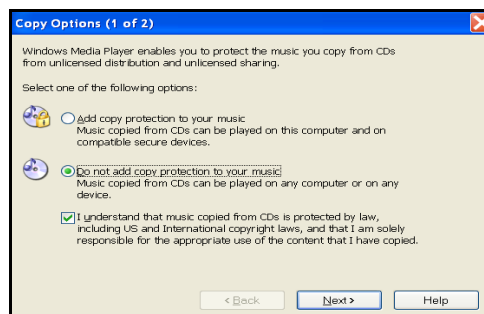 Copy Options (1 of 2)
Windows Media Player enables you to protect the music you copy from CDs
from unlicensed distribution and unlicensed sharing.
Select one of the following options:
Add copy protection to your music
Music copied from CDs can be played on this computer and on
compatible secure devices.
Do not add copy protection to your music
Music copied from CDs can be played on any computer or on any
device.
I understand that music copied from CDs is protected by law,
including US and International copyright laws, and that I am solely
responsible for the appropriate use of the content that I have copied.
< Back Next > Help